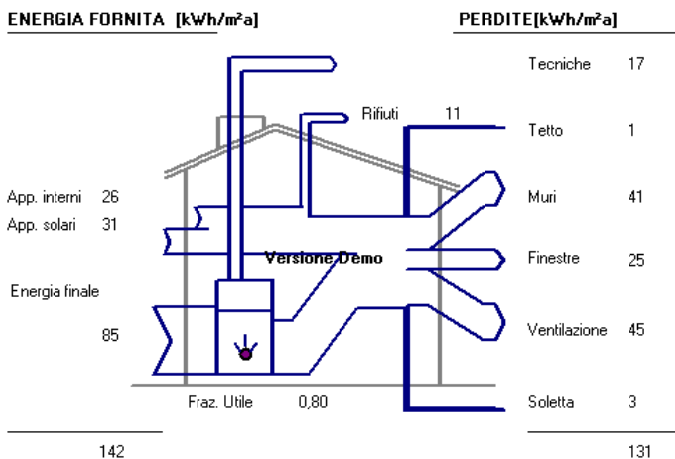 ENERGIA FORNITA [kWh/m²a]
PERDITE[kWh/m²a]
Tecniche 17
Rifiuti 11
Tetto 1
App. interni 26
Muri 41
App. solari 31
Versione Demo
Finestre 25
Energia finale
85
Ventilazione 45
Fraz. Utile 0,80
Soletta 3
142
131